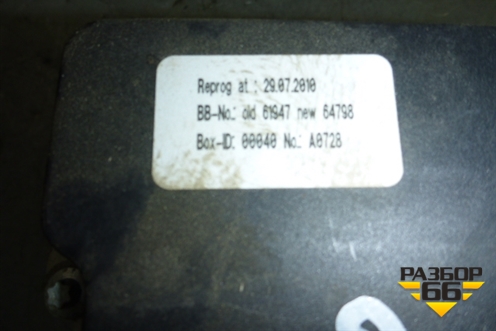 Reprog at.: 29.07.2010
BB-No.: old 61947 new 64798
Box-ID: 00040 No.: A0728
РАЗБОР
66